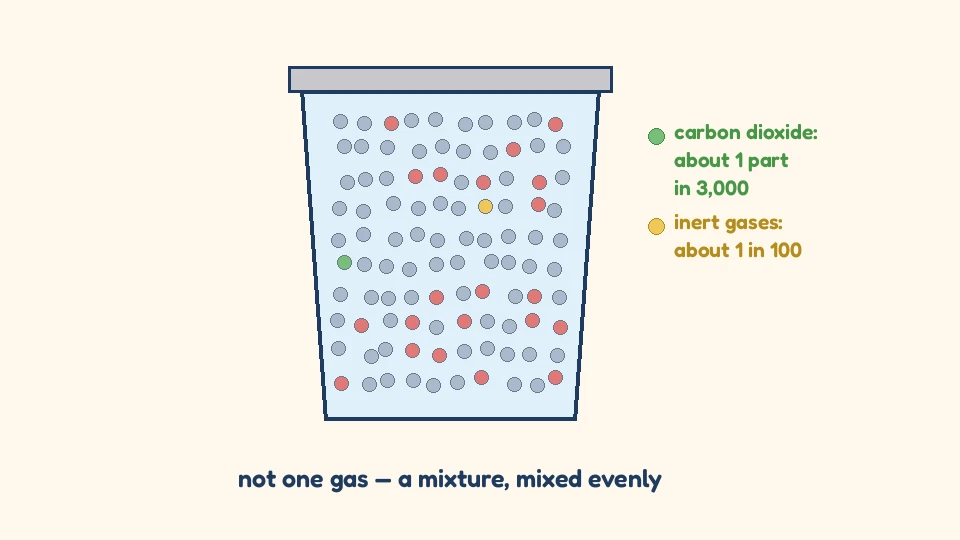 carbon dioxide:
about 1 part
in 3,000
inert gases:
about 1 in 100
not one gas — a mixture, mixed evenly